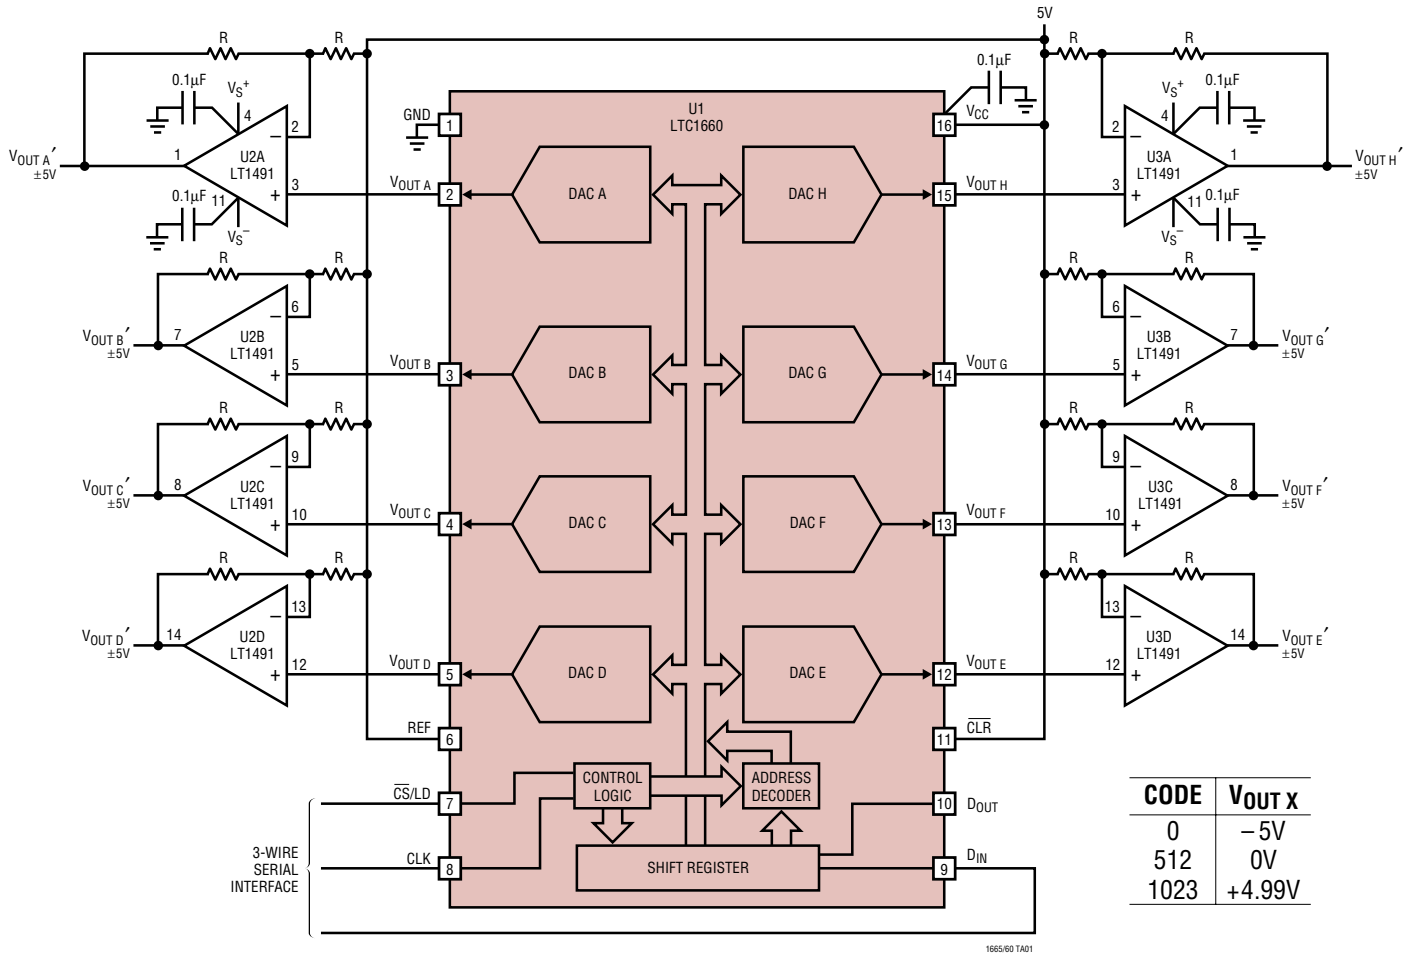 5V
R R
R R
0.1µF
VS+
4
2
1
VOUT A′
±5V
U2A
LT1491
−
+
3
0.1µF
11
VS−
GND
1
VOUT A
2
U1
LTC1660
0.1µF
VCC
16
DAC A
DAC H
VOUT H
15
VS+
0.1µF
4
2
−
U3A
LT1491
+
3
1
VOUT H′
±5V
11
0.1µF
VS−
R R
6
−
U2B
LT1491
+
5
7
VOUT B′
±5V
VOUT B
3
DAC B
DAC G
14
VOUT G
R R
6
−
U3B
LT1491
5
+
7
VOUT G′
±5V
R R
9
−
U2C
LT1491
+
10
8
VOUT C′
±5V
VOUT C
4
DAC C
DAC F
13
VOUT F
R R
9
−
U3C
LT1491
10
+
8
VOUT F′
±5V
R R
13
−
U2D
LT1491
+
12
14
VOUT D′
±5V
VOUT D
5
DAC D
DAC E
12
VOUT E
R R
13
−
U3D
LT1491
12
+
14
VOUT E′
±5V
REF
6
11
CLR
CS/LD
7
CONTROL
LOGIC
ADDRESS
DECODER
10
DOUT
3-WIRE
SERIAL
INTERFACE
CLK
8
SHIFT REGISTER
9
DIN
CODE VOUT X
0 −5V
512 0V
1023 +4.99V
1665/60 TA01